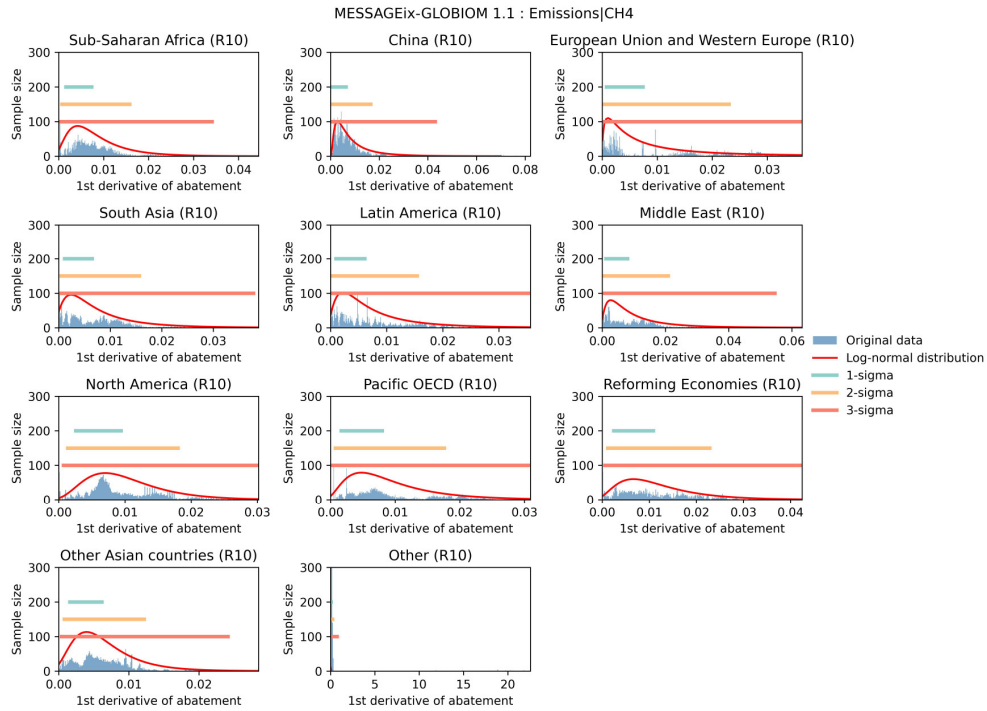 MESSAGEix-GLOBIOM 1.1 : Emissions|CH4
Sub-Saharan Africa (R10)
300
200
100
0
Sample size
0.00 0.01 0.02 0.03 0.04
1st derivative of abatement
China (R10)
300
200
100
0
Sample size
0.00 0.02 0.04 0.06 0.08
1st derivative of abatement
European Union and Western Europe (R10)
300
200
100
0
Sample size
0.00 0.01 0.02 0.03
1st derivative of abatement
South Asia (R10)
300
200
100
0
Sample size
0.00 0.01 0.02 0.03
1st derivative of abatement
Latin America (R10)
300
200
100
0
Sample size
0.00 0.01 0.02 0.03
1st derivative of abatement
Middle East (R10)
300
200
100
0
Sample size
0.00 0.02 0.04 0.06
1st derivative of abatement
Original data
Log-normal distribution
1-sigma
2-sigma
3-sigma
North America (R10)
300
200
100
0
Sample size
0.00 0.01 0.02 0.03
1st derivative of abatement
Pacific OECD (R10)
300
200
100
0
Sample size
0.00 0.01 0.02 0.03
1st derivative of abatement
Reforming Economies (R10)
300
200
100
0
Sample size
0.00 0.01 0.02 0.03 0.04
1st derivative of abatement
Other Asian countries (R10)
300
200
100
0
Sample size
0.00 0.01 0.02
1st derivative of abatement
Other (R10)
300
200
100
0
Sample size
0 5 10 15 20
1st derivative of abatement